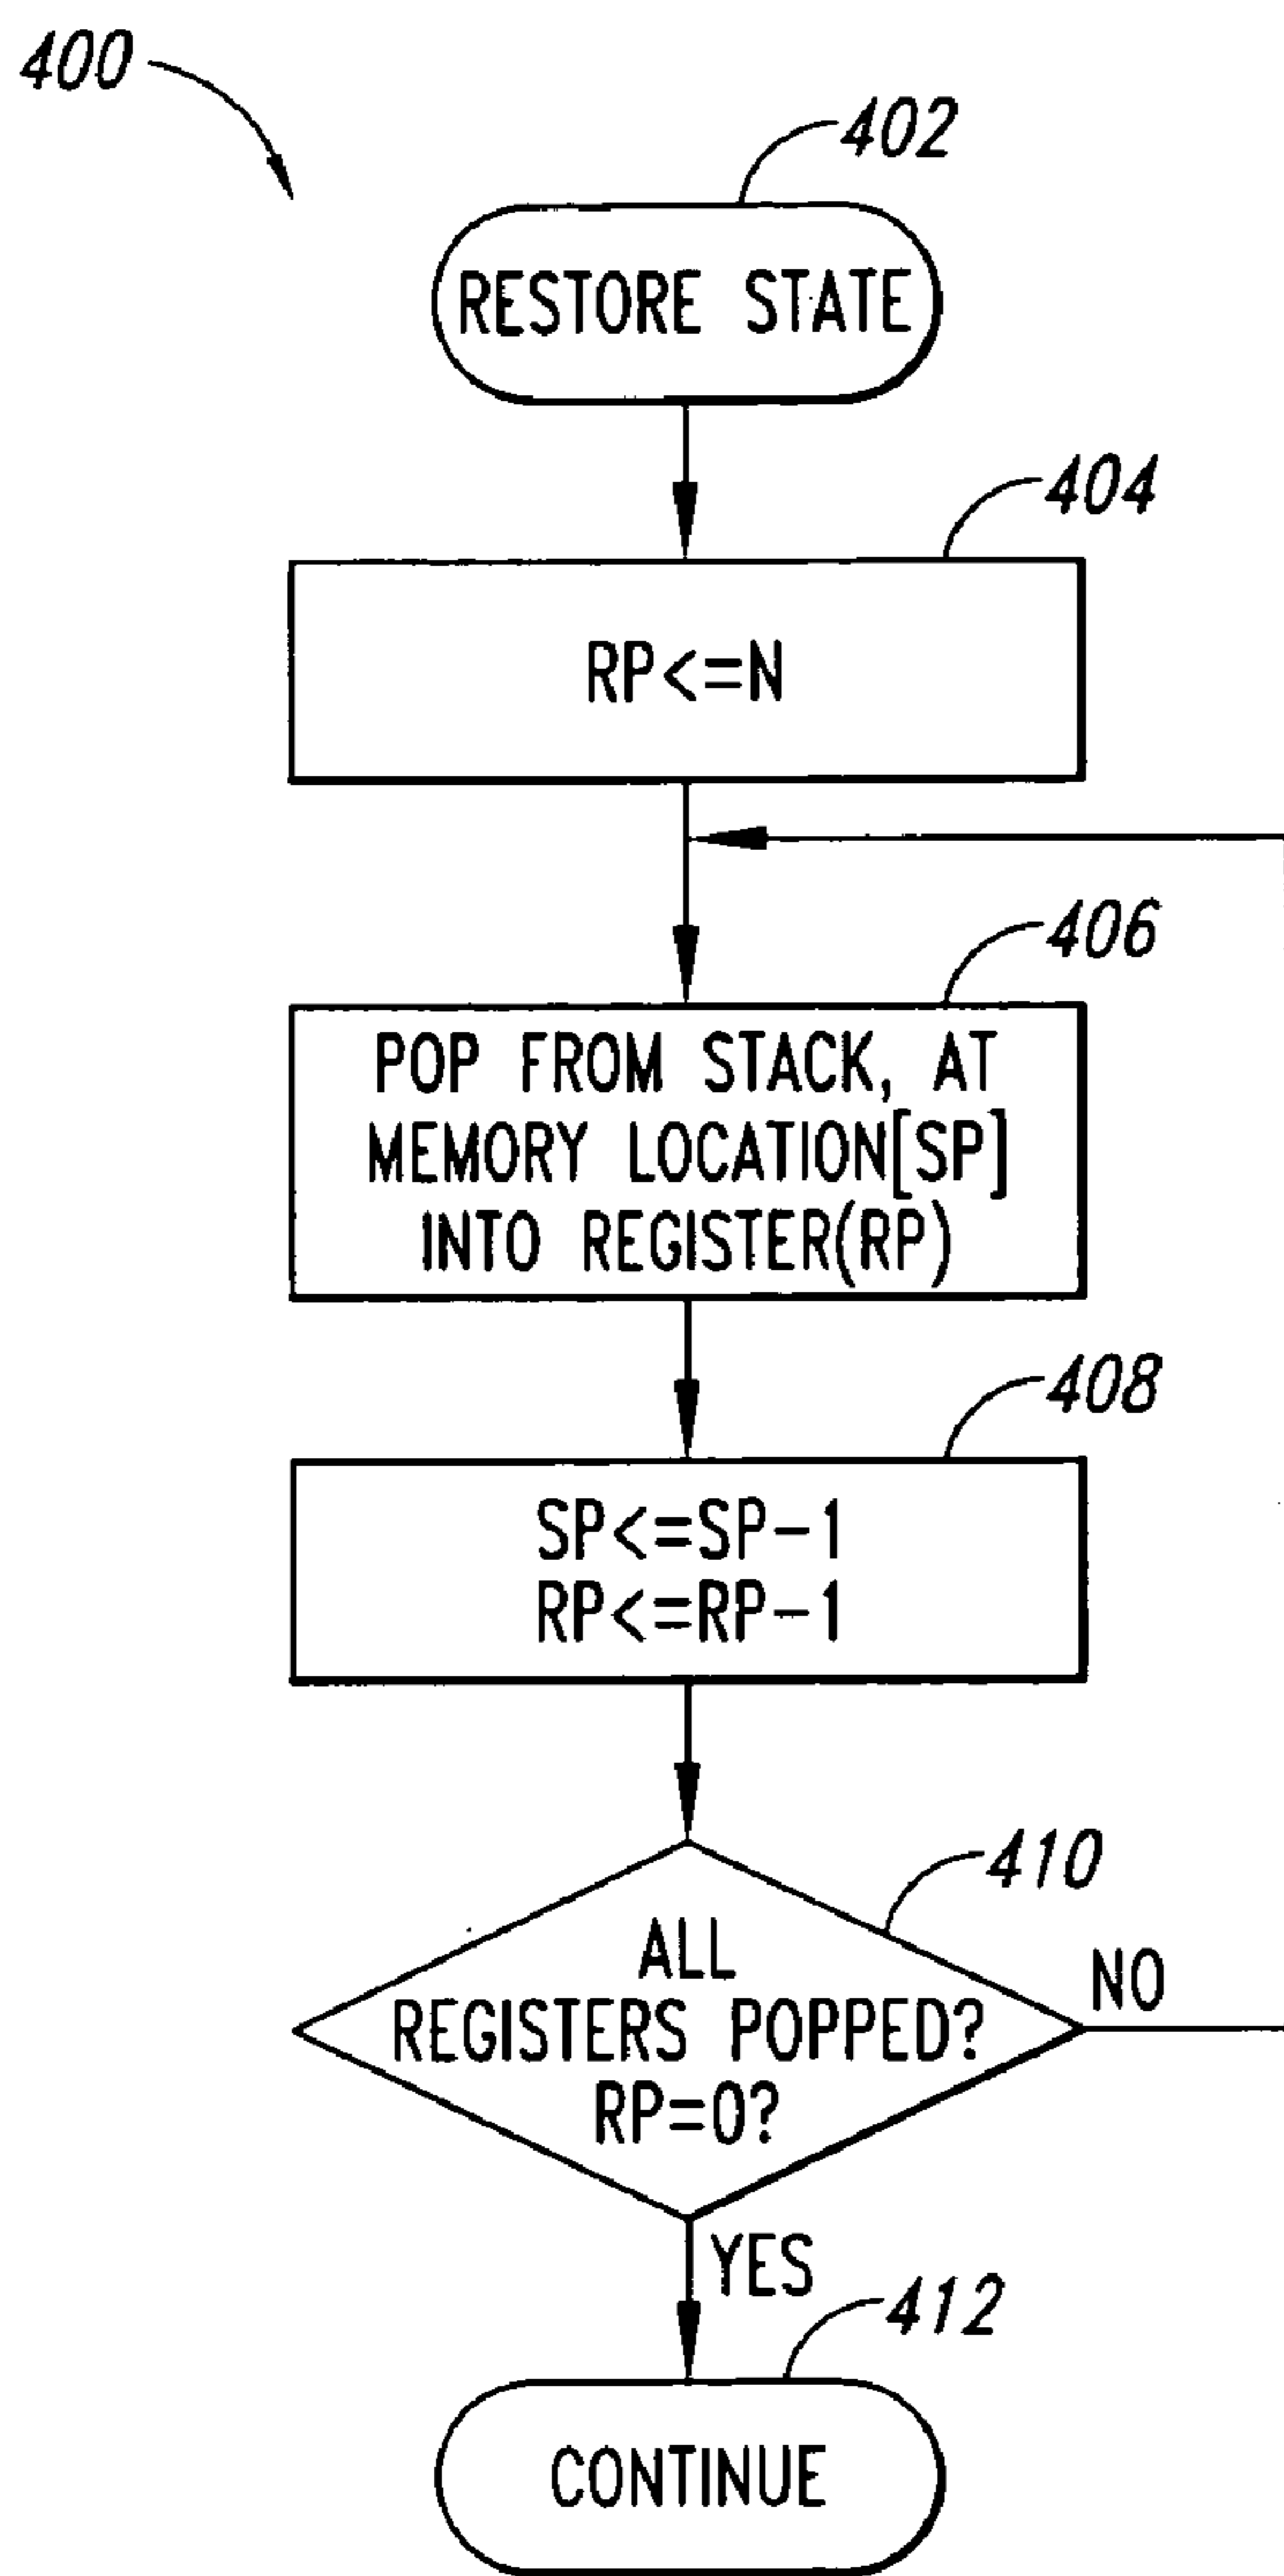 400
402
RESTORE STATE
404
RP<=N
406
POP FROM STACK, AT
MEMORY LOCATION[SP]
INTO REGISTER(RP)
408
SP<=SP-1
RP<=RP-1
410
ALL
REGISTERS POPPED?
RP=0?
NO
YES
412
CONTINUE